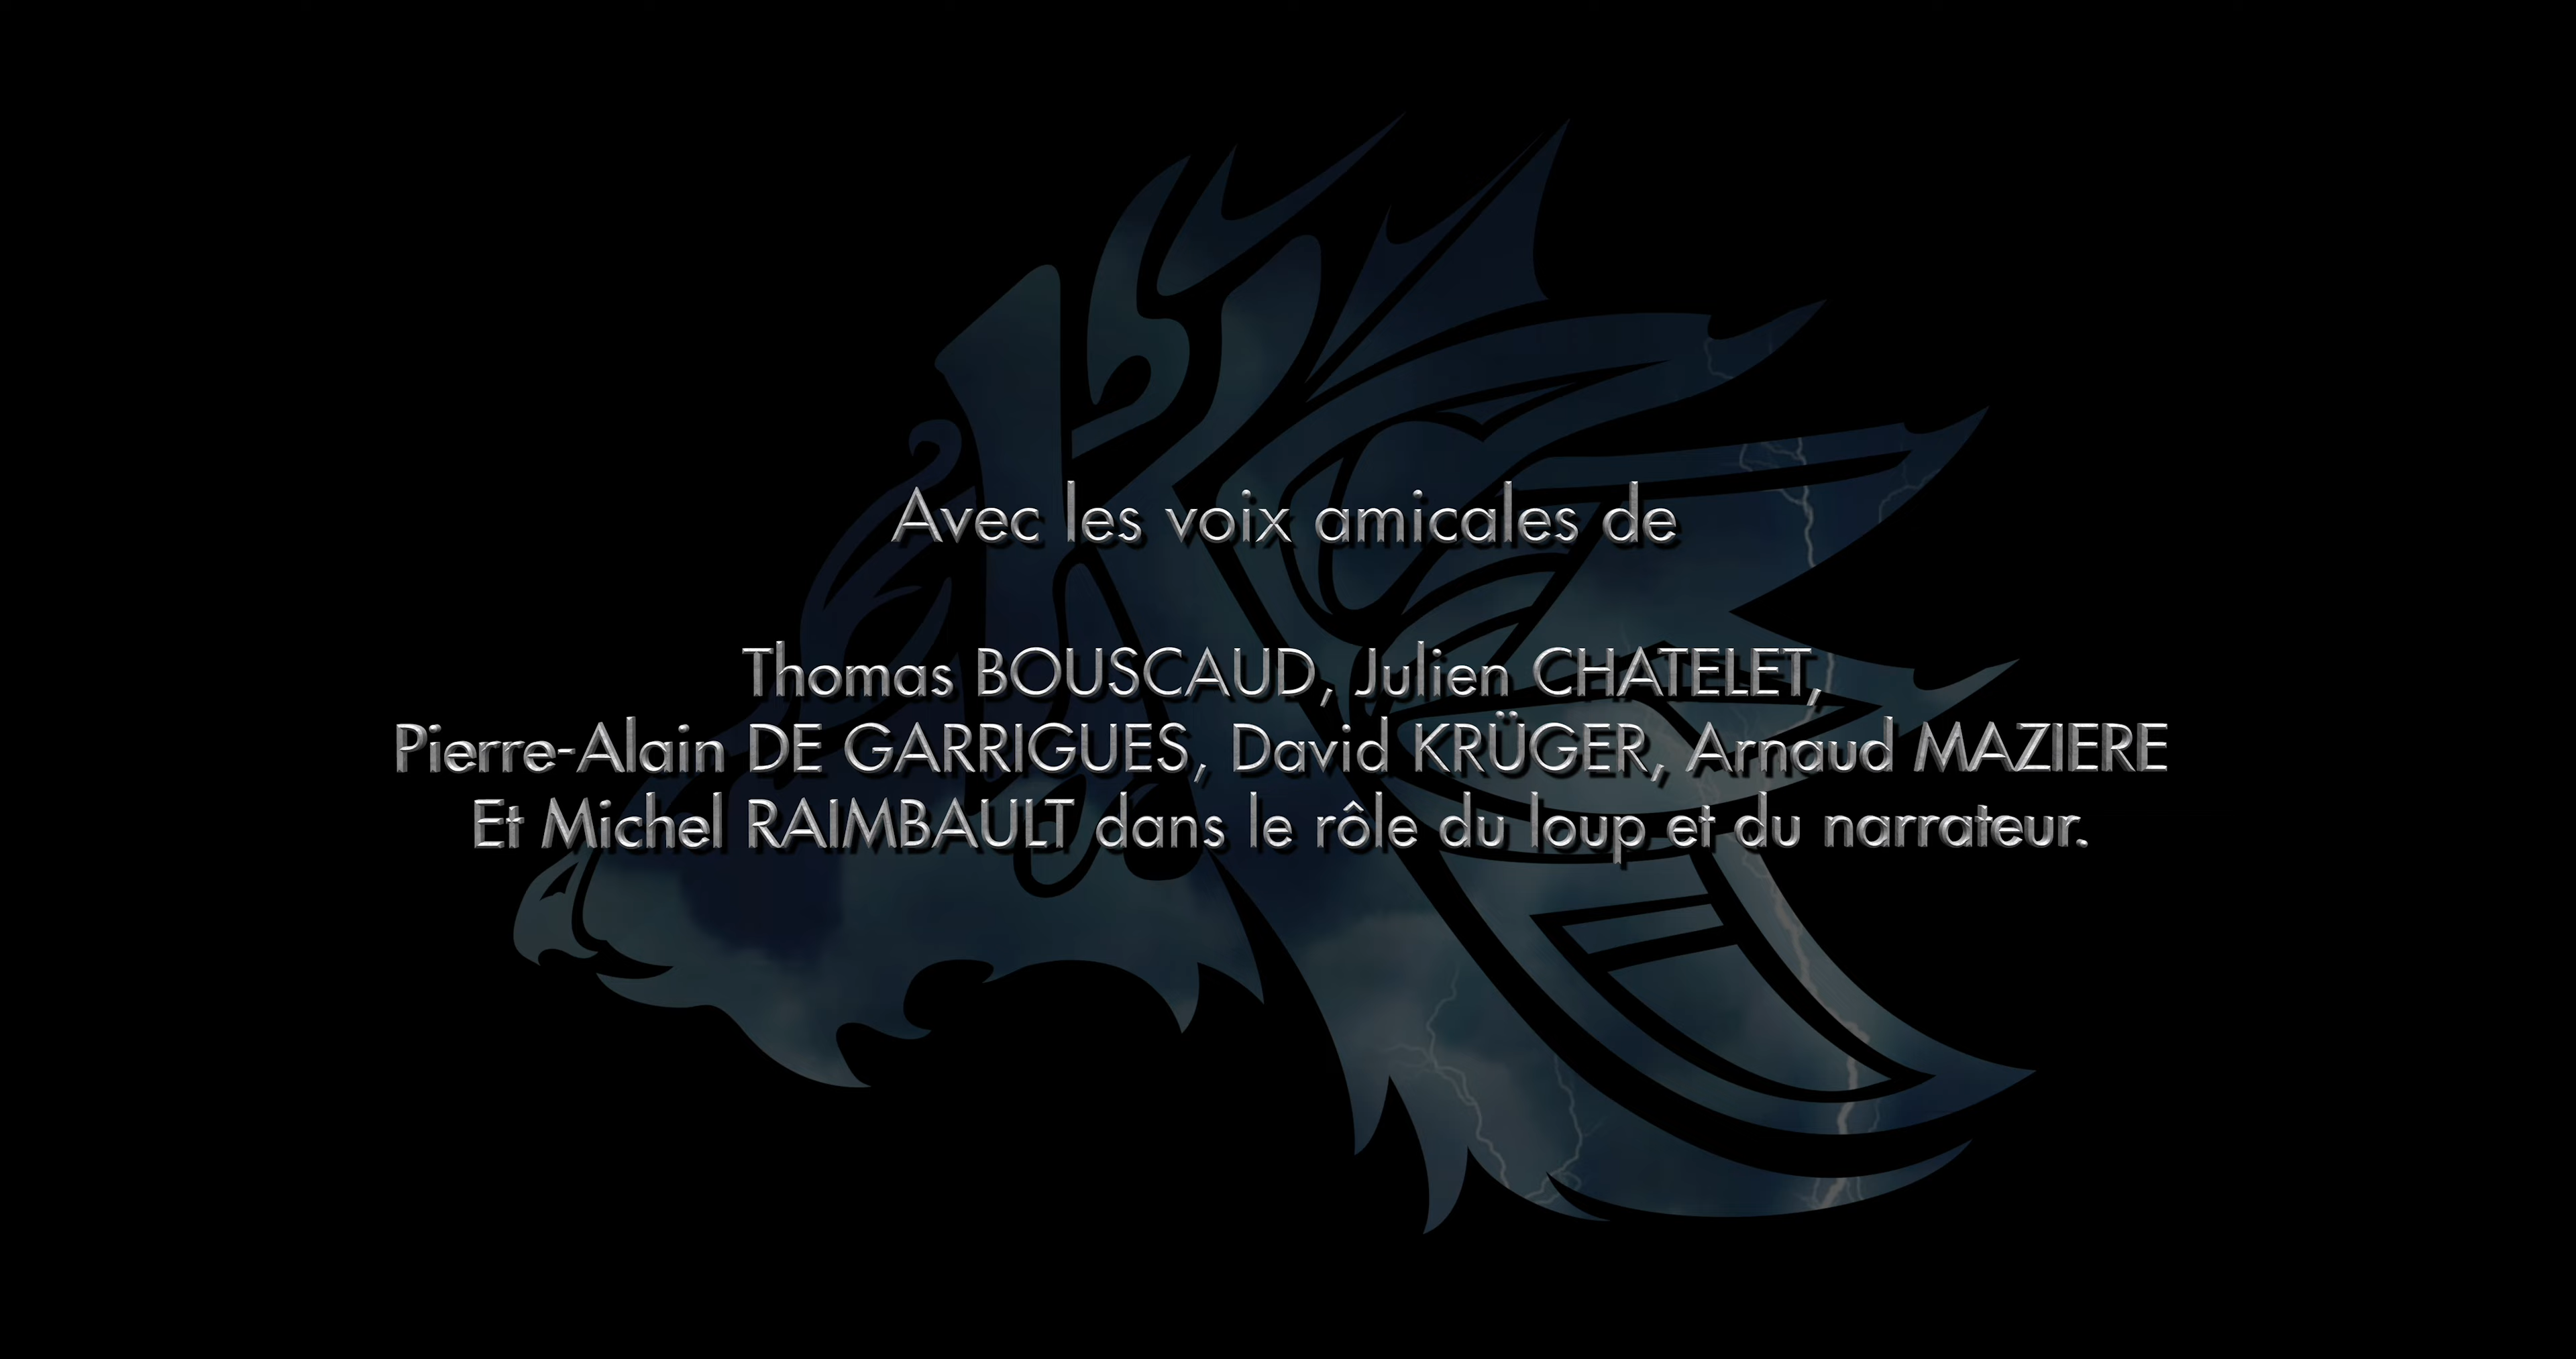 Avec les voix amicales de
Thomas BOUSCAUD, Julien CHATELET,
Pierre-Alain DE GARRIGUES, David KRÜGER, Arnaud MAZIERE
Et Michel RAIMBAULT dans le rôle du loup et du narrateur.